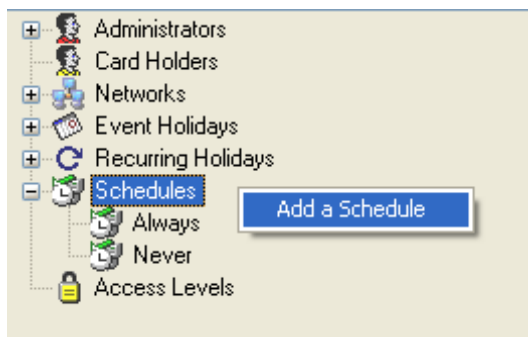 Administrators
Card Holders
Networks
Event Holidays
Recurring Holidays
Schedules
Add a Schedule
Always
Never
Access Levels